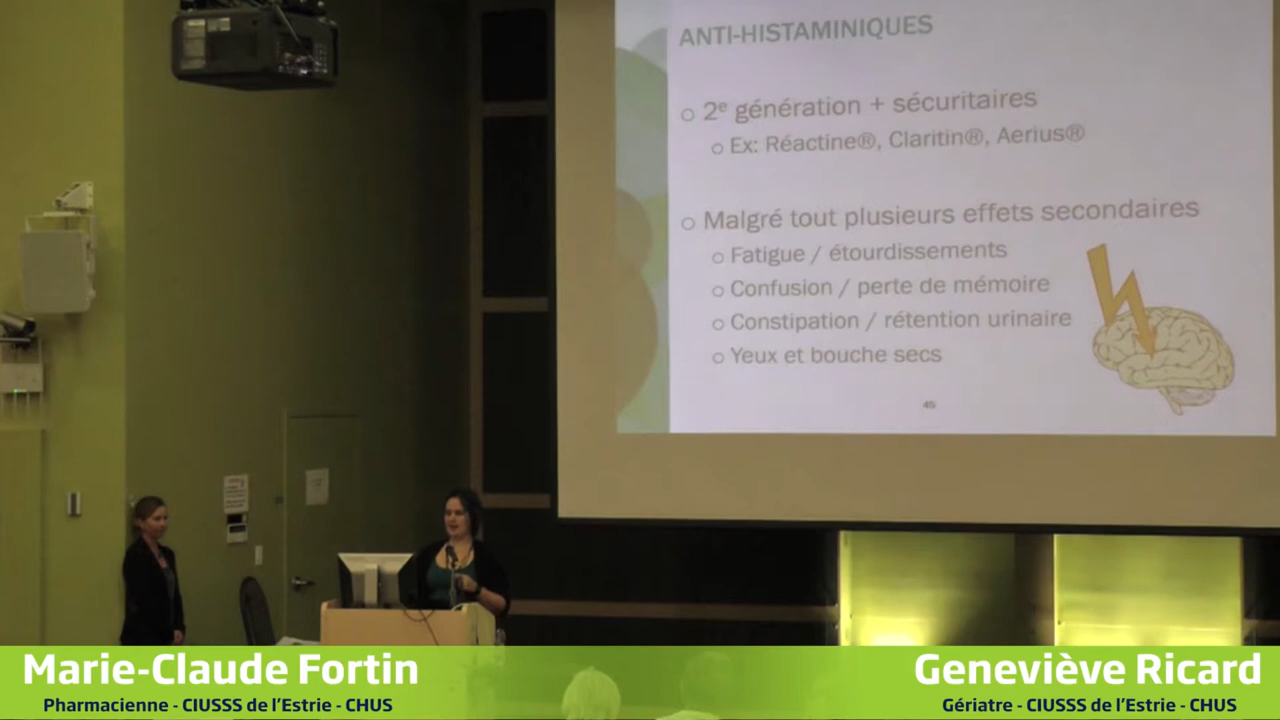 ANTI-HISTAMINIQUES
2e génération + sécuritaires
Ex: Réactine®, Claritin®, Aerius®
Malgré tout plusieurs effets secondaires
Fatigue / étourdissements
Confusion / perte de mémoire
Constipation / rétention urinaire
Yeux et bouche secs
45
Marie-Claude Fortin
Pharmacienne - CIUSSS de l'Estrie - CHUS
Geneviève Ricard
Gériatre - CIUSSS de l'Estrie - CHUS